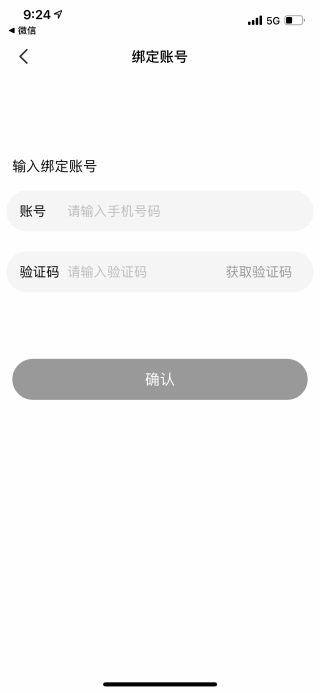 9:24 5G
◀ 微信
绑定账号
输入绑定账号
账号 请输入手机号码
验证码 请输入验证码 获取验证码
确认